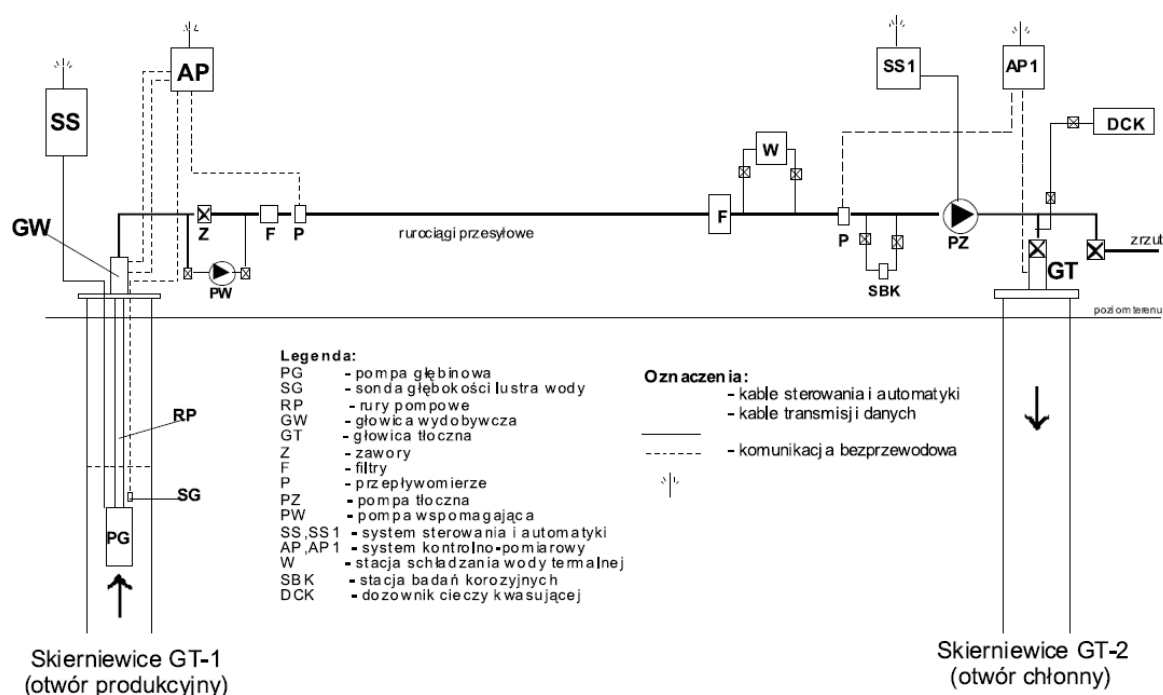 AP
SS
SS1
AP1
DCK
W
GW
Z
F
P
rurociągi przesyłowe
F
P
PZ
zrzut
PW
SBK
GT
poziom terenu
Legenda:
PG - pompa głębinowa
SG - sonda głębokości lustra wody
RP - rury pompowe
GW - głowica wydobywcza
GT - głowica tłoczna
Z - zawory
F - filtry
P - przepływomierze
PZ - pompa tłoczna
PW - pompa wspomagająca
SS,SS1 - system sterowania i automatyki
AP,AP1 - system kontrolno-pomiarowy
W - stacja schładzania wody termalnej
SBK - stacja badań korozyjnych
DCK - dozownik cieczy kwasującej
Oznaczenia:
- kable sterowania i automatyki
- kable transmisji danych
- komunikacja bezprzewodowa
RP
SG
PG
Skierniewice GT-1
(otwór produkcyjny)
Skierniewice GT-2
(otwór chłonny)